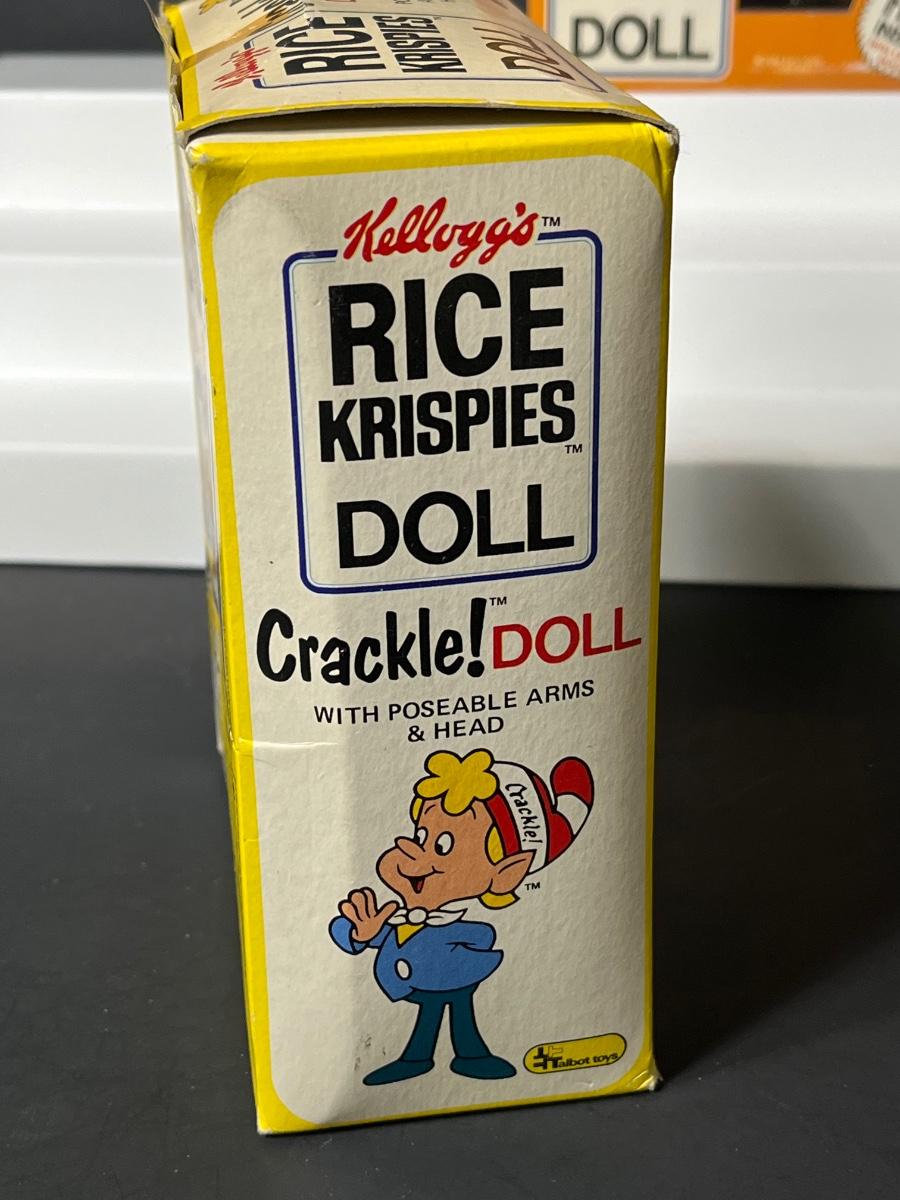 Kellogg's
RICE
KRISPIES
DOLL
DOLL
Kellogg's™
RICE
KRISPIES™
DOLL
Crackle!™ DOLL
WITH POSEABLE ARMS
& HEAD
Crackle!
™
Talbot toys